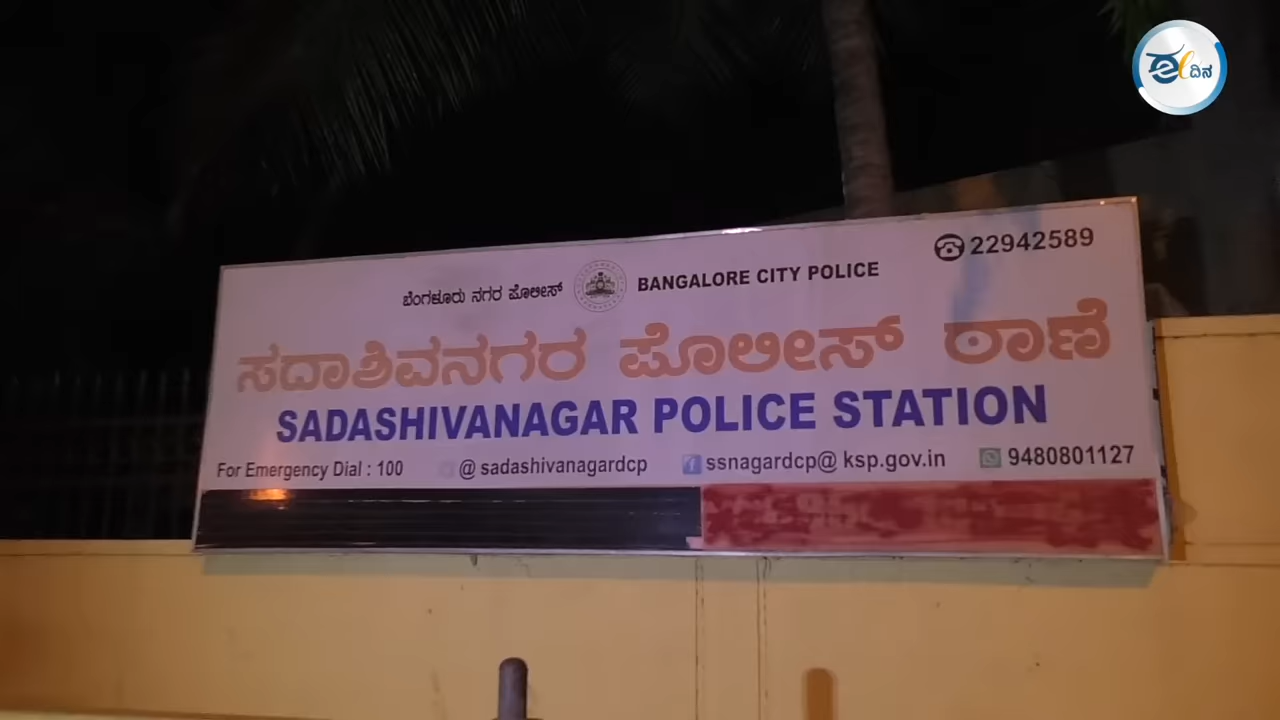 ಈ ದಿನ
22942589
ಬೆಂಗಳೂರು ನಗರ ಪೊಲೀಸ್ BANGALORE CITY POLICE
ಸದಾಶಿವನಗರ ಪೊಲೀಸ್ ಠಾಣೆ
SADASHIVANAGAR POLICE STATION
For Emergency Dial : 100 @ sadashivanagardcp ssnagardcp@ ksp.gov.in 9480801127